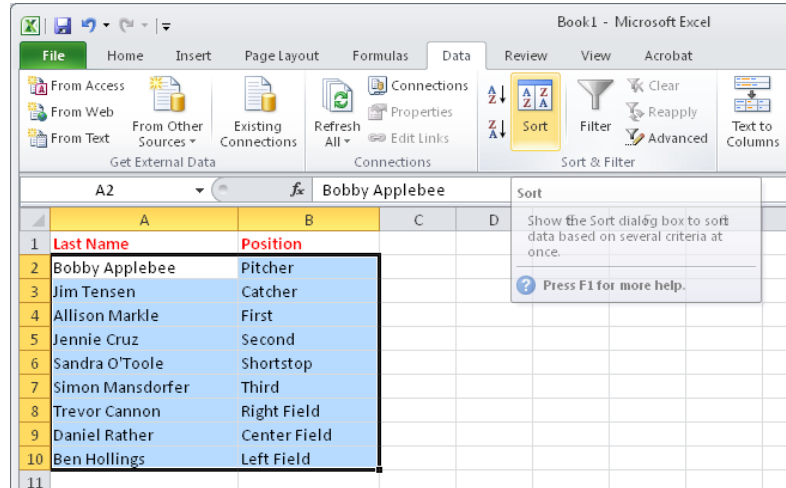 Book1 - Microsoft Excel
File Home Insert Page Layout Formulas Data Review View Acrobat
From Access
From Web
From Text
From Other Sources
Existing Connections
Get External Data
Refresh All
Connections
Properties
Edit Links
Connections
A Z
Z A
A Z Z A
Sort
Filter
Clear
Reapply
Advanced
Sort & Filter
Text to Columns
A2 fx Bobby Applebee
Sort
Show the Sort dialog box to sort
data based on several criteria at
once.
Press F1 for more help.
A B C D
1 Last Name Position
2 Bobby Applebee Pitcher
3 Jim Tensen Catcher
4 Allison Markle First
5 Jennie Cruz Second
6 Sandra O'Toole Shortstop
7 Simon Mansdorfer Third
8 Trevor Cannon Right Field
9 Daniel Rather Center Field
10 Ben Hollings Left Field
11